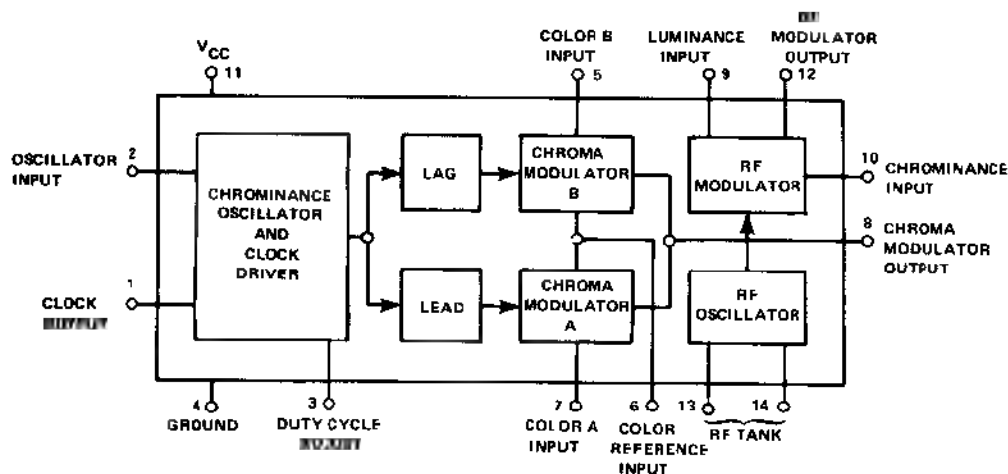 COLOR B
INPUT
5
LUMINANCE
INPUT
9
MODULATOR
OUTPUT
12
VCC
11
OSCILLATOR
INPUT
2
CHROMINANCE
OSCILLATOR
AND
CLOCK
DRIVER
LAG
CHROMA
MODULATOR
B
RF
MODULATOR
10
CHROMINANCE
INPUT
8
CHROMA
MODULATOR
OUTPUT
CLOCK
1
LEAD
CHROMA
MODULATOR
A
RF
OSCILLATOR
4
GROUND
3
DUTY CYCLE
7
COLOR A
INPUT
6
COLOR
REFERENCE
INPUT
13
14
RF TANK